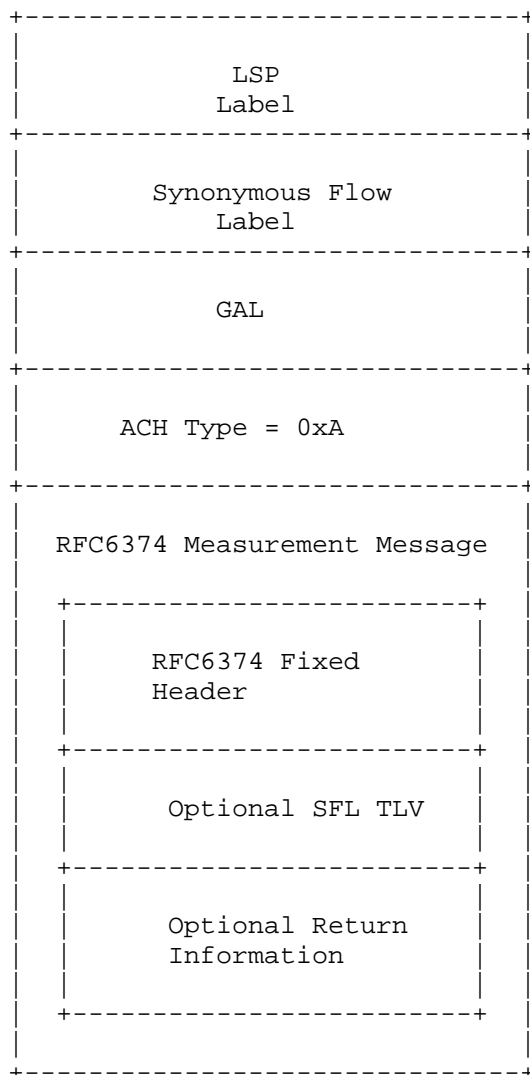 LSP
Label
Synonymous Flow
Label
GAL
ACH Type = 0xA
RFC6374 Measurement Message
RFC6374 Fixed
Header
Optional SFL TLV
Optional Return
Information